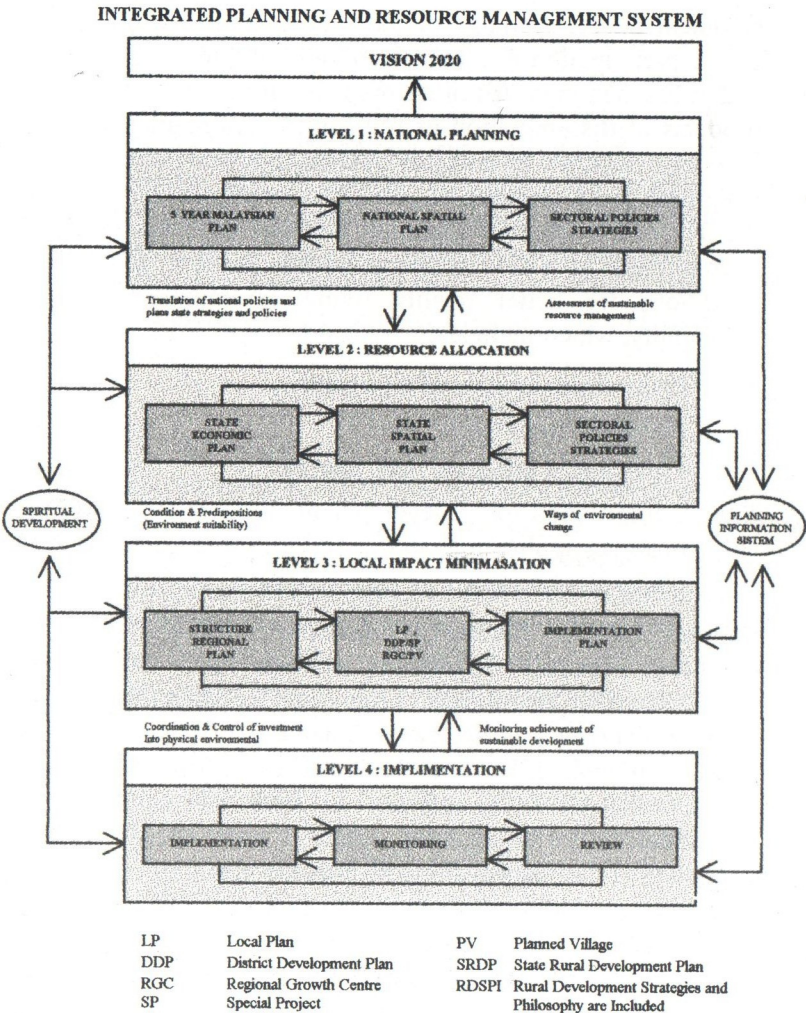 INTEGRATED PLANNING AND RESOURCE MANAGEMENT SYSTEM
VISION 2020
LEVEL 1 : NATIONAL PLANNING
5 YEAR MALAYSIAN
PLAN
NATIONAL SPATIAL
PLAN
SECTORAL POLICIES
STRATEGIES
Translation of national policies and
plans state strategies and policies
Assessment of sustainable
resource management
LEVEL 2 : RESOURCE ALLOCATION
STATE
ECONOMIC
PLAN
STATE
SPATIAL
PLAN
SECTORAL
POLICIES
STRATEGIES
SPIRITUAL
DEVELOPMENT
PLANNING
INFORMATION
SISTEM
Condition & Predispositions
(Environment suitability)
Ways of environmental
change
LEVEL 3 : LOCAL IMPACT MINIMASATION
STRUCTURE
REGIONAL
PLAN
LP
DDP/SP
RGC/PV
IMPLEMENTATION
PLAN
Coordination & Control of investment
Into physical environmental
Monitoring achievement of
sustainable development
LEVEL 4 : IMPLIMENTATION
IMPLEMENTATION
MONITORING
REVIEW
LP Local Plan
DDP District Development Plan
RGC Regional Growth Centre
SP Special Project
PV Planned Village
SRDP State Rural Development Plan
RDSPI Rural Development Strategies and
Philosophy are Included